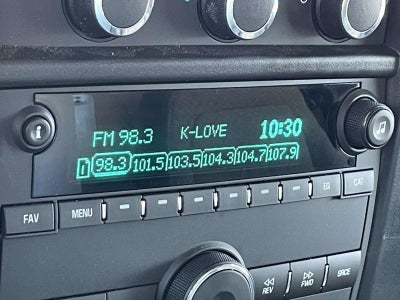 FM 98.3 K-LOVE 10:30
1 98.3 101.5 103.5 104.3 104.7 107.9
FAV MENU EQ CAT
REV FWD SRCE